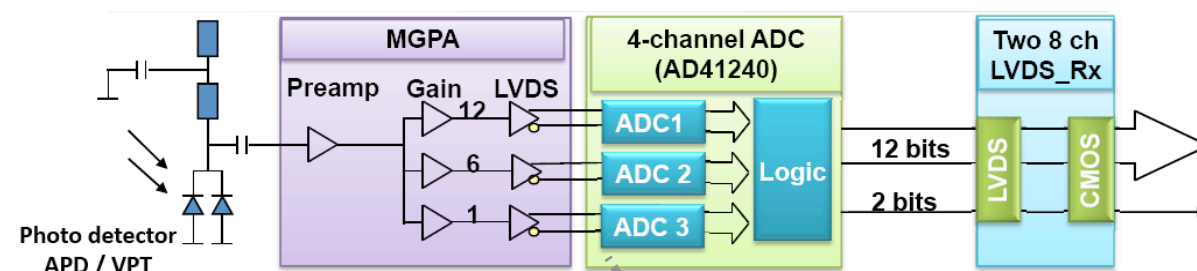 MGPA
4-channel ADC
(AD41240)
Two 8 ch
LVDS_Rx
Preamp
Gain
LVDS
12
6
1
ADC1
ADC 2
ADC 3
Logic
12 bits
2 bits
LVDS
CMOS
Photo detector
APD / VPT